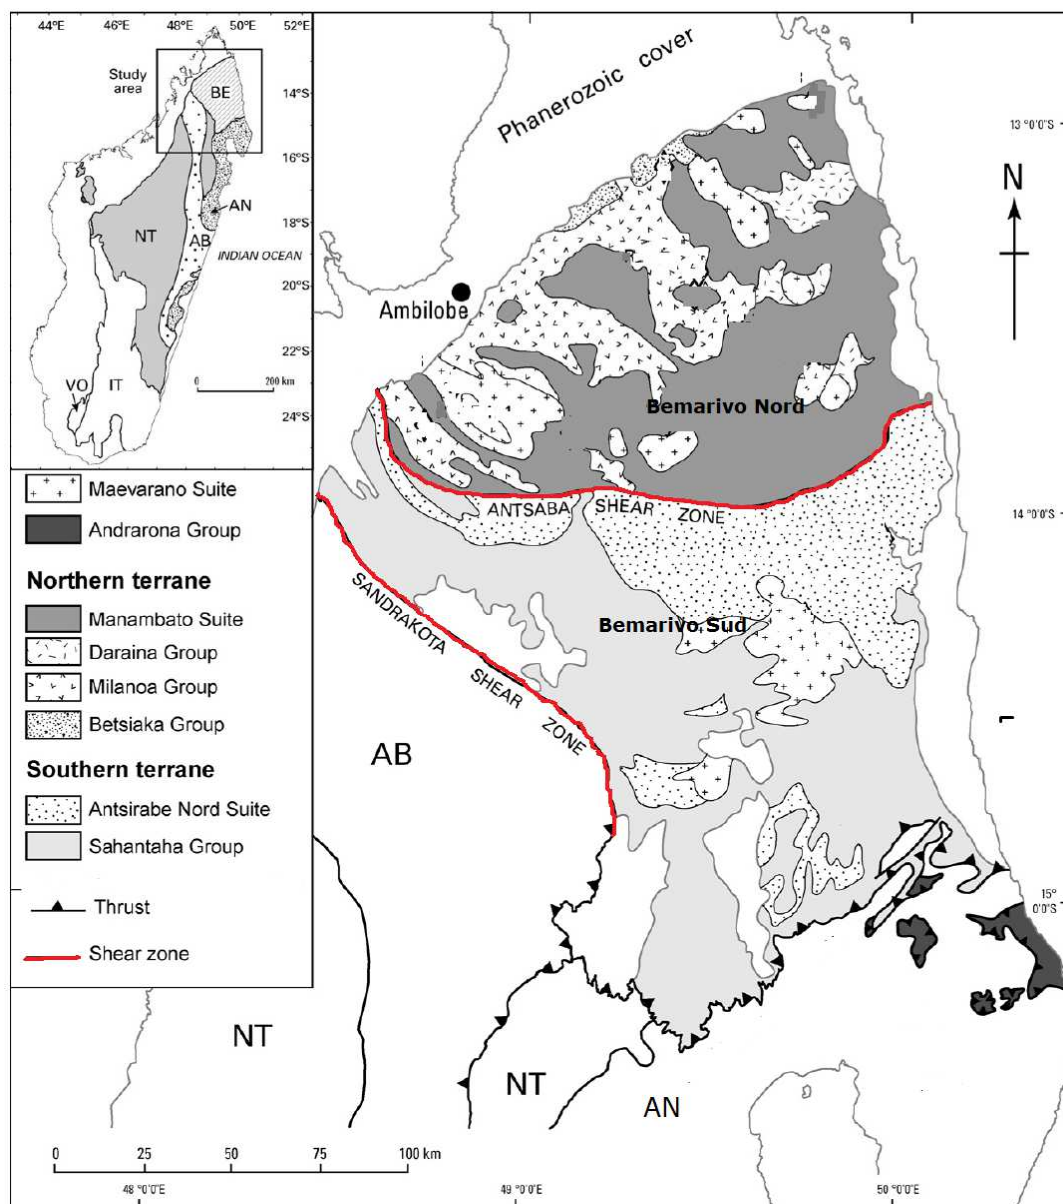 44°E 46°E 48°E 50°E 52°E
Study
area
BE
14°S
16°S
AN
18°S
NT
AB
INDIAN OCEAN
20°S
22°S
0 200 km
VO
IT
24°S
Maevarano Suite
Andrarona Group
Northern terrane
Manambato Suite
Daraina Group
Milanoa Group
Betsiaka Group
Southern terrane
Antsirabe Nord Suite
Sahantaha Group
Thrust
Shear zone
Phanerozoic cover
13 °0'0"S
N
Ambilobe
Bemarivo Nord
ANTSABA SHEAR ZONE
14 °0'0"S
SANDRAKOTA SHEAR ZONE
Bemarivo Sud
AB
15°
0'0"S
NT
NT
AN
0 25 50 75 100 km
48 °0'0"E
49 °0'0"E
50 °0'0"E